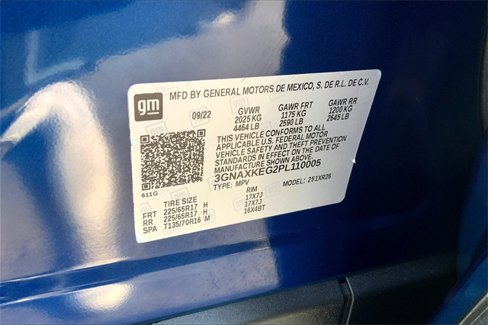 gm
MFD BY GENERAL MOTORS DE MEXICO, S. DE R.L. DE C.V.
09/22 GVWR GAWR FRT GAWR RR
2025 KG 1175 KG 1200 KG
4464 LB 2590 LB 2645 LB
THIS VEHICLE CONFORMS TO ALL
APPLICABLE U.S. FEDERAL MOTOR
VEHICLE SAFETY AND THEFT
PREVENTION STANDARDS IN EFFECT
ON THE DATE OF
MANUFACTURE SHOWN ABOVE
3GNAXKEG2PL110005
611G TYPE: MPV MODEL: 251XR26
TIRE SIZE RIM
FRT 225/65R17 H 17X7J
RR 225/65R17 H 17X7J
SPA T135/70R16 M 16X4BT